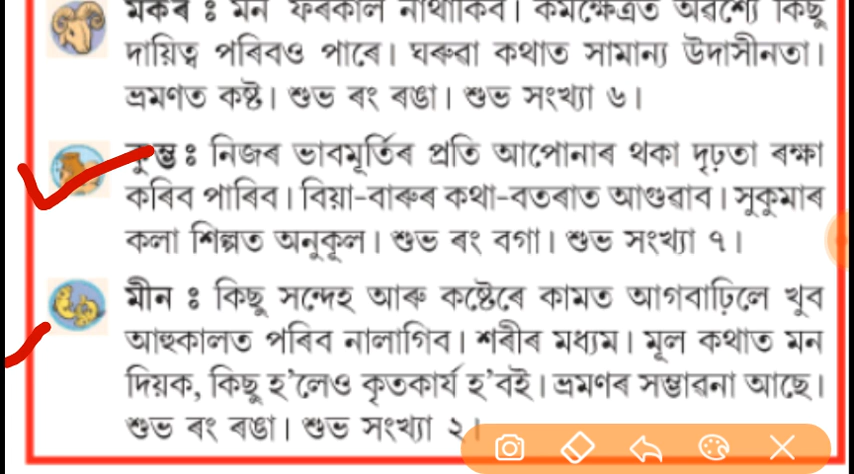 মকৰ ঃ মন ফৰকাল নাথাকিব। কৰ্মক্ষেত্ৰত অৱশ্যে কিছু
দায়িত্ব পৰিবও পাৰে। ঘৰুৱা কথাত সামান্য উদাসীনতা।
ভ্ৰমণত কষ্ট। শুভ ৰং ৰঙা। শুভ সংখ্যা ৬।
কুম্ভ ঃ নিজৰ ভাবমূৰ্তিৰ প্ৰতি আপোনাৰ থকা দৃঢ়তা ৰক্ষা
কৰিব পাৰিব। বিয়া-বাৰুৰ কথা-বতৰাত আগুৱাব। সুকুমাৰ
কলা শিল্পত অনুকূল। শুভ ৰং বগা। শুভ সংখ্যা ৭।
মীন ঃ কিছু সন্দেহ আৰু কষ্টেৰে কামত আগবাঢ়িলে খুব
আহুকালত পৰিব নালাগিব। শৰীৰ মধ্যম। মূল কথাত মন
দিয়ক, কিছু হ'লেও কৃতকাৰ্য হ'বই। ভ্ৰমণৰ সম্ভাৱনা আছে।
শুভ ৰং ৰঙা। শুভ সংখ্যা ২।